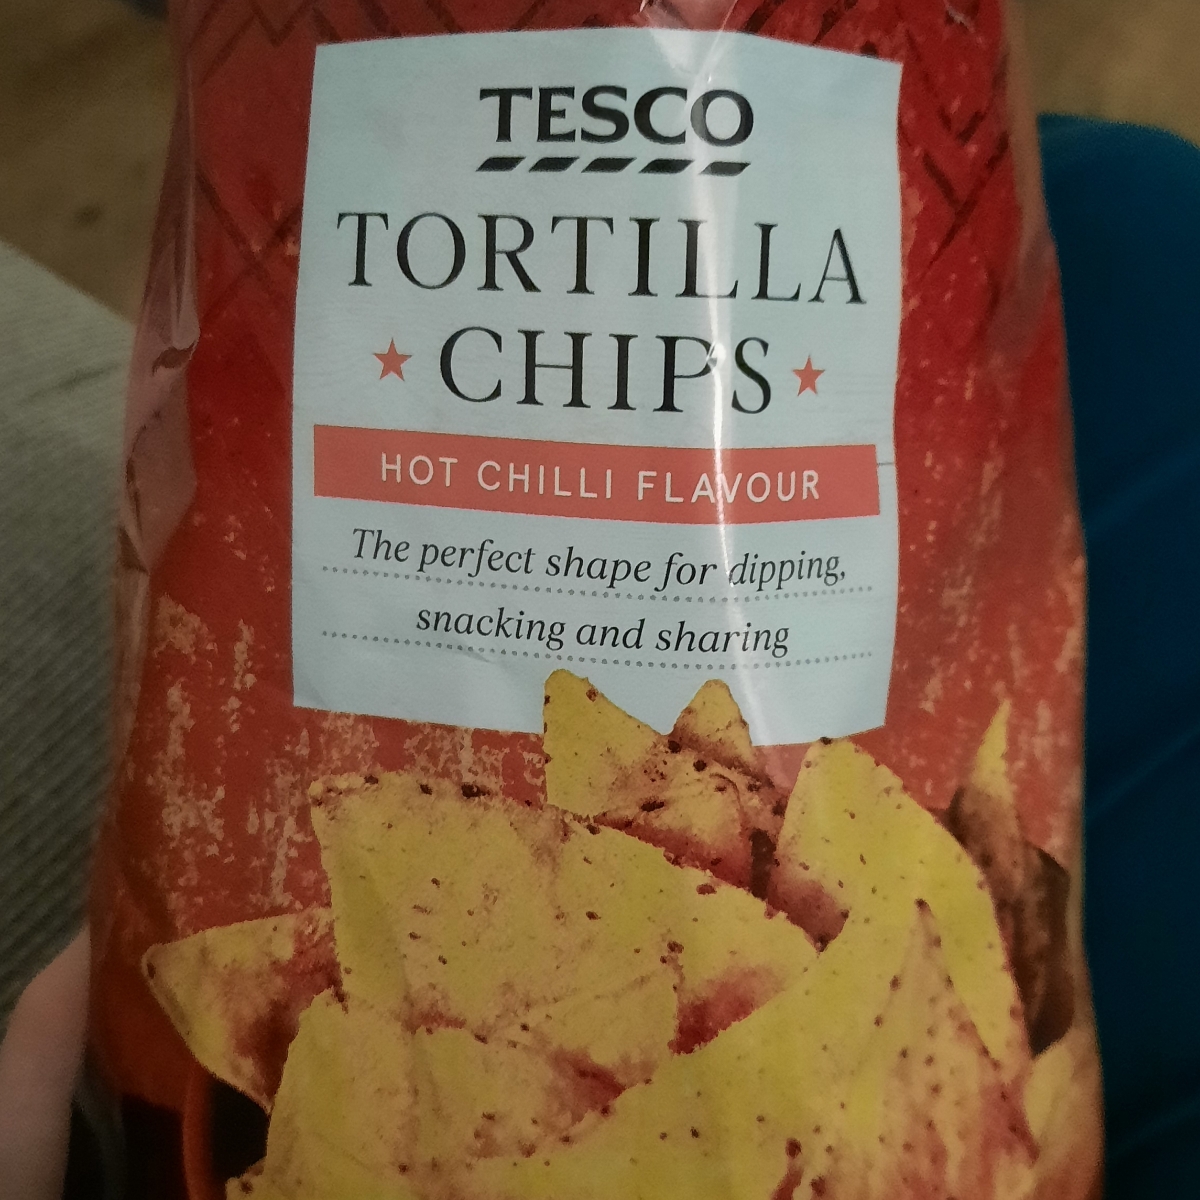 TESCO
TORTILLA
CHIPS
HOT CHILLI FLAVOUR
The perfect shape for dipping,
snacking and sharing